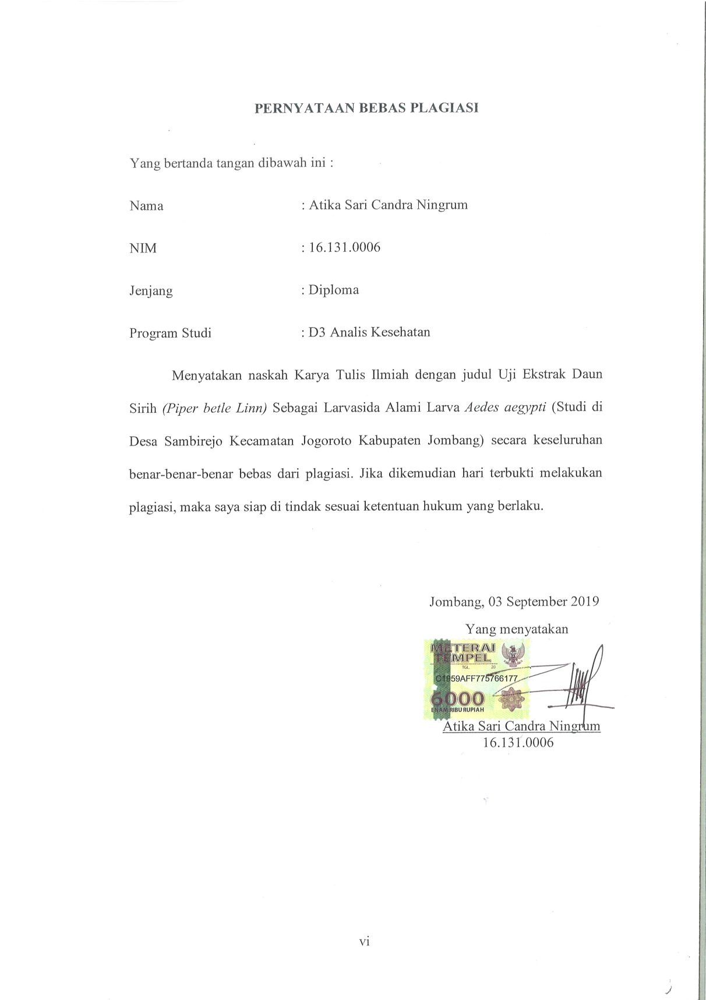 PERNYATAAN BEBAS PLAGIASI
Yang bertanda tangan dibawah ini :
Nama : Atika Sari Candra Ningrum
NIM : 16.131.0006
Jenjang : Diploma
Program Studi : D3 Analis Kesehatan
Menyatakan naskah Karya Tulis Ilmiah dengan judul Uji Ekstrak Daun
Sirih (Piper betle Linn) Sebagai Larvasida Alami Larva Aedes aegypti (Studi di
Desa Sambirejo Kecamatan Jogoroto Kabupaten Jombang) secara keseluruhan
benar-benar-benar bebas dari plagiasi. Jika dikemudian hari terbukti melakukan
plagiasi, maka saya siap di tindak sesuai ketentuan hukum yang berlaku.
Jombang, 03 September 2019
Yang menyatakan
METERAI
TEMPEL
TGL 20
C1959AFF775766177
6000
ENAM RIBU RUPIAH
Atika Sari Candra Ningrum
16.131.0006
vi